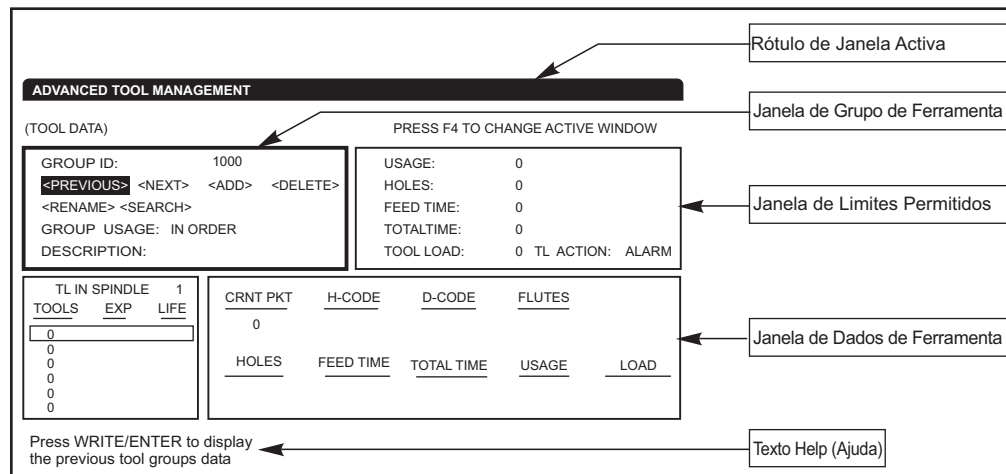 Rótulo de Janela Activa
ADVANCED TOOL MANAGEMENT
Janela de Grupo de Ferramenta
(TOOL DATA) PRESS F4 TO CHANGE ACTIVE WINDOW
GROUP ID: 1000
<PREVIOUS> <NEXT> <ADD> <DELETE>
<RENAME> <SEARCH>
GROUP USAGE: IN ORDER
DESCRIPTION:
USAGE: 0
HOLES: 0
FEED TIME: 0
TOTALTIME: 0
TOOL LOAD: 0 TL ACTION: ALARM
Janela de Limites Permitidos
TL IN SPINDLE 1
TOOLS EXP LIFE
0
0
0
0
0
0
CRNT PKT H-CODE D-CODE FLUTES
0
HOLES FEED TIME TOTAL TIME USAGE LOAD
Janela de Dados de Ferramenta
Press WRITE/ENTER to display
the previous tool groups data
Texto Help (Ajuda)